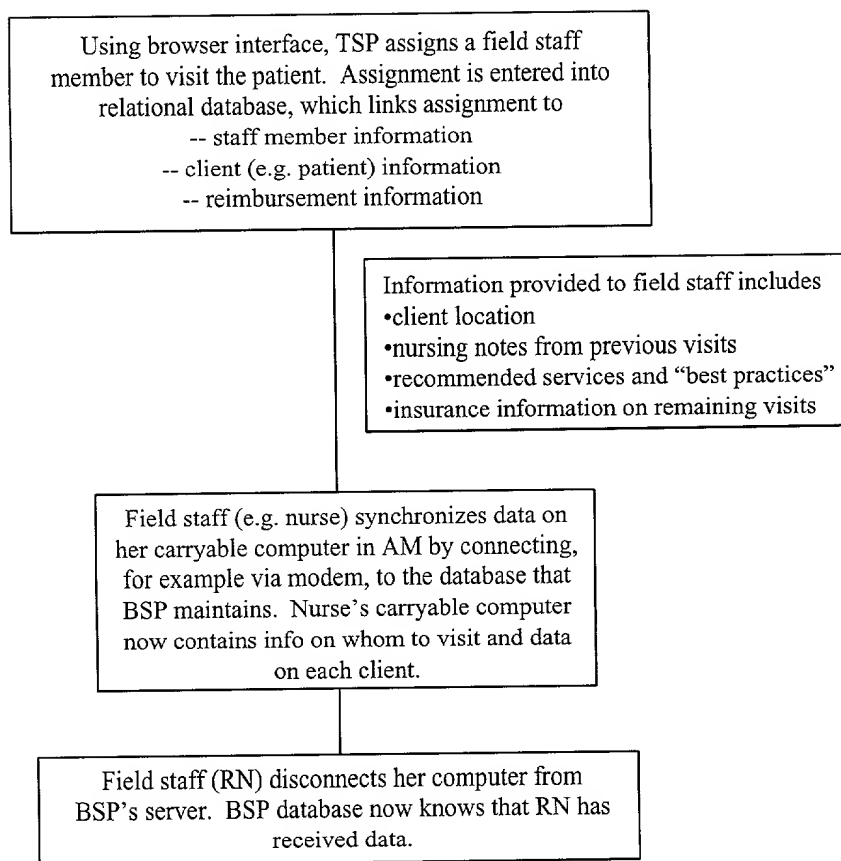 Using browser interface, TSP assigns a field staff
member to visit the patient.  Assignment is entered into
relational database, which links assignment to
-- staff member information
-- client (e.g. patient) information
-- reimbursement information
Information provided to field staff includes
•client location
•nursing notes from previous visits
•recommended services and “best practices”
•insurance information on remaining visits
Field staff (e.g. nurse) synchronizes data on
her carryable computer in AM by connecting,
for example via modem, to the database that
BSP maintains.  Nurse’s carryable computer
now contains info on whom to visit and data
on each client.
Field staff (RN) disconnects her computer from
BSP’s server.  BSP database now knows that RN has
received data.